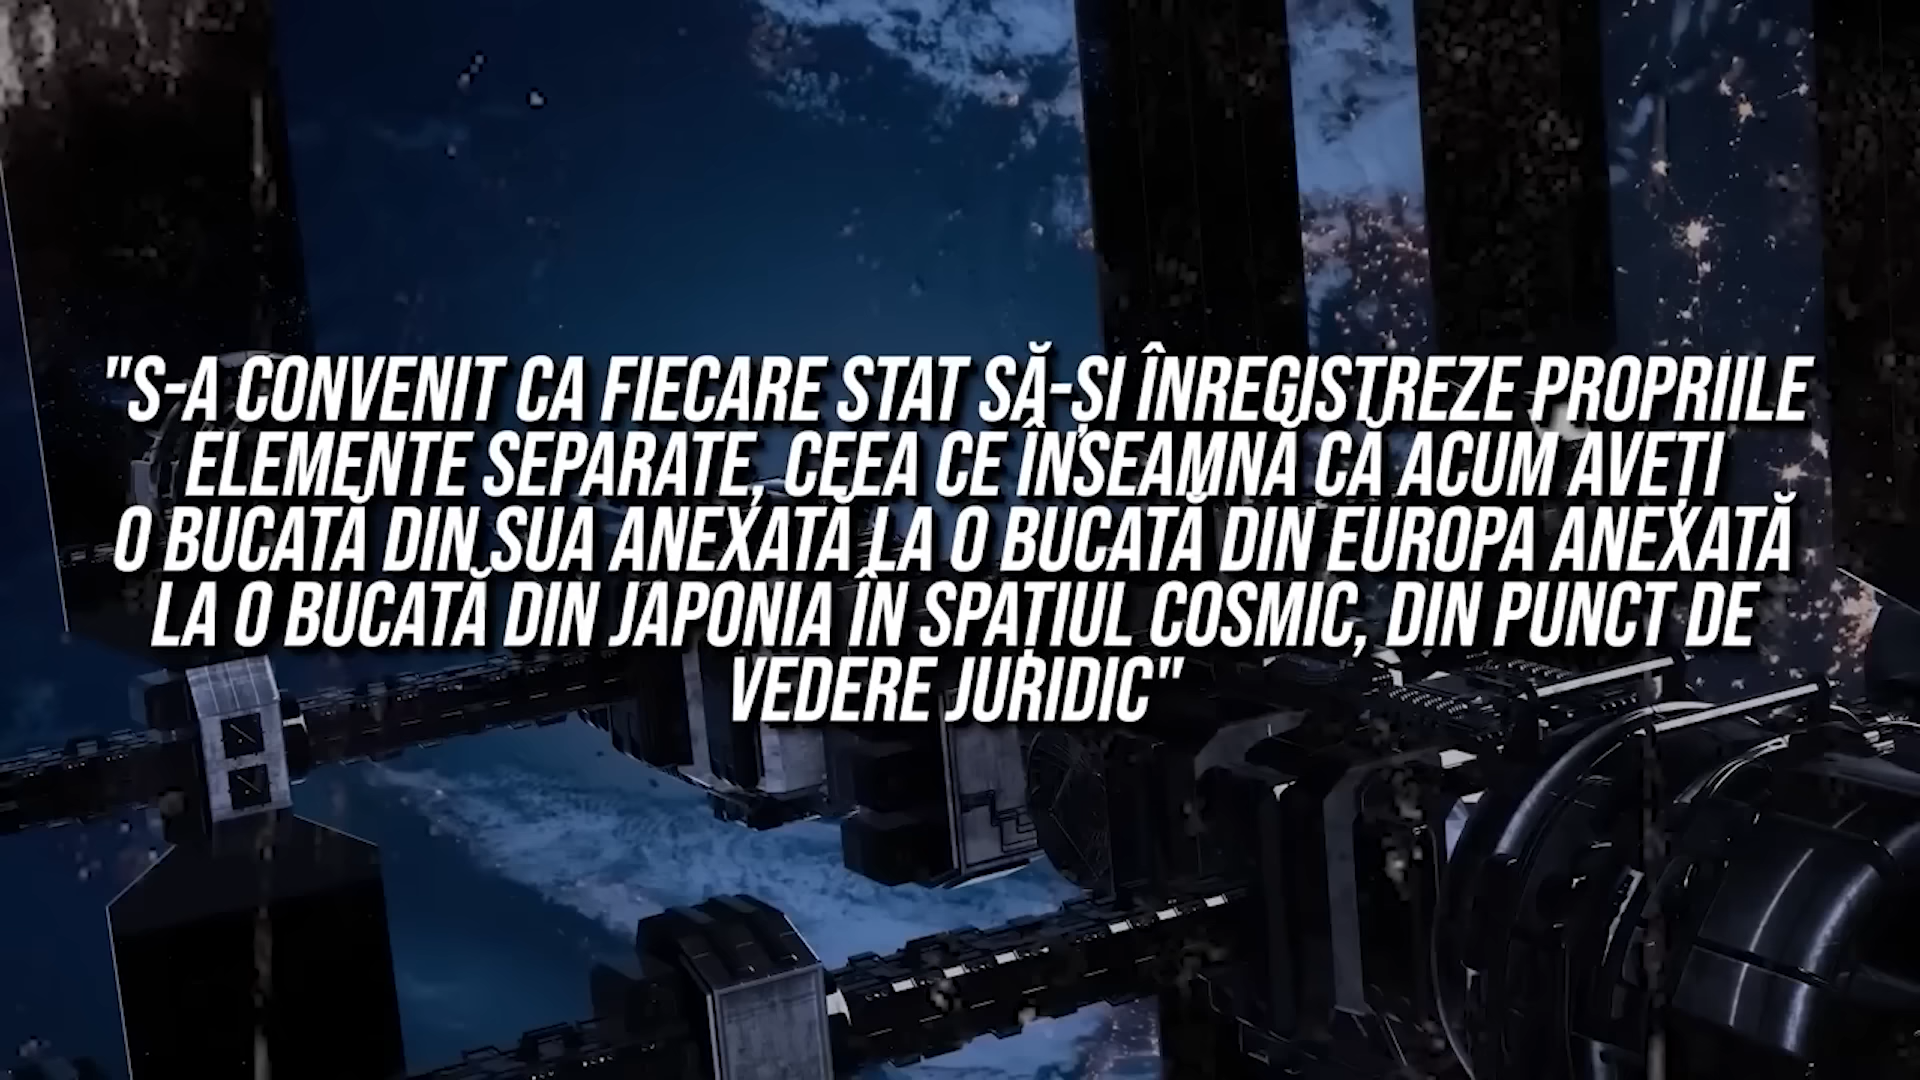 "S-A CONVENIT CA FIECARE STAT SĂ-ȘI ÎNREGISTREZE PROPRIILE
ELEMENTE SEPARATE, CEEA CE ÎNSEAMNĂ CĂ ACUM AVEȚI
O BUCATĂ DIN SUA ANEXATĂ LA O BUCATĂ DIN EUROPA ANEXATĂ
LA O BUCATĂ DIN JAPONIA ÎN SPAȚIUL COSMIC, DIN PUNCT DE
VEDERE JURIDIC"